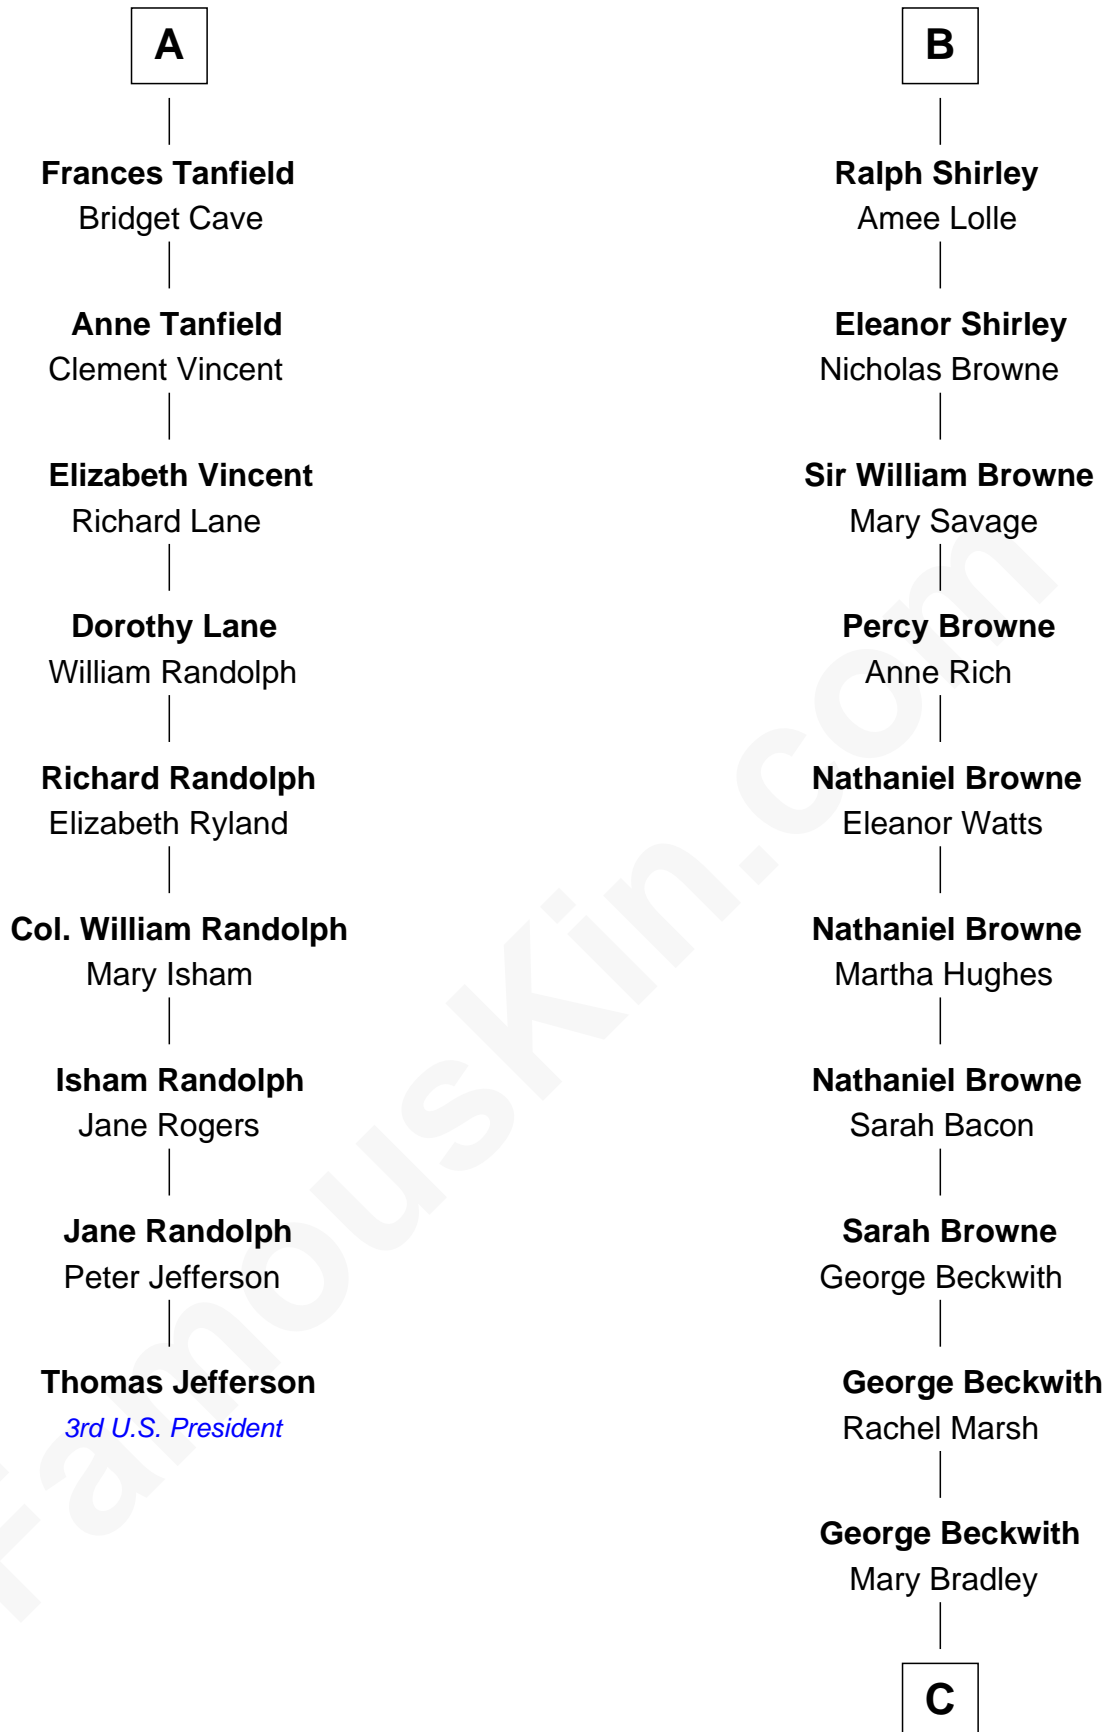 A
Frances Tanfield
Bridget Cave
Anne Tanfield
Clement Vincent
Elizabeth Vincent
Richard Lane
Dorothy Lane
William Randolph
Richard Randolph
Elizabeth Ryland
Col. William Randolph
Mary Isham
Isham Randolph
Jane Rogers
Jane Randolph
Peter Jefferson
Thomas Jefferson
3rd U.S. President
B
Ralph Shirley
Amee Lolle
Eleanor Shirley
Nicholas Browne
Sir William Browne
Mary Savage
Percy Browne
Anne Rich
Nathaniel Browne
Eleanor Watts
Nathaniel Browne
Martha Hughes
Nathaniel Browne
Sarah Bacon
Sarah Browne
George Beckwith
George Beckwith
Rachel Marsh
George Beckwith
Mary Bradley
C
FamousKin.com